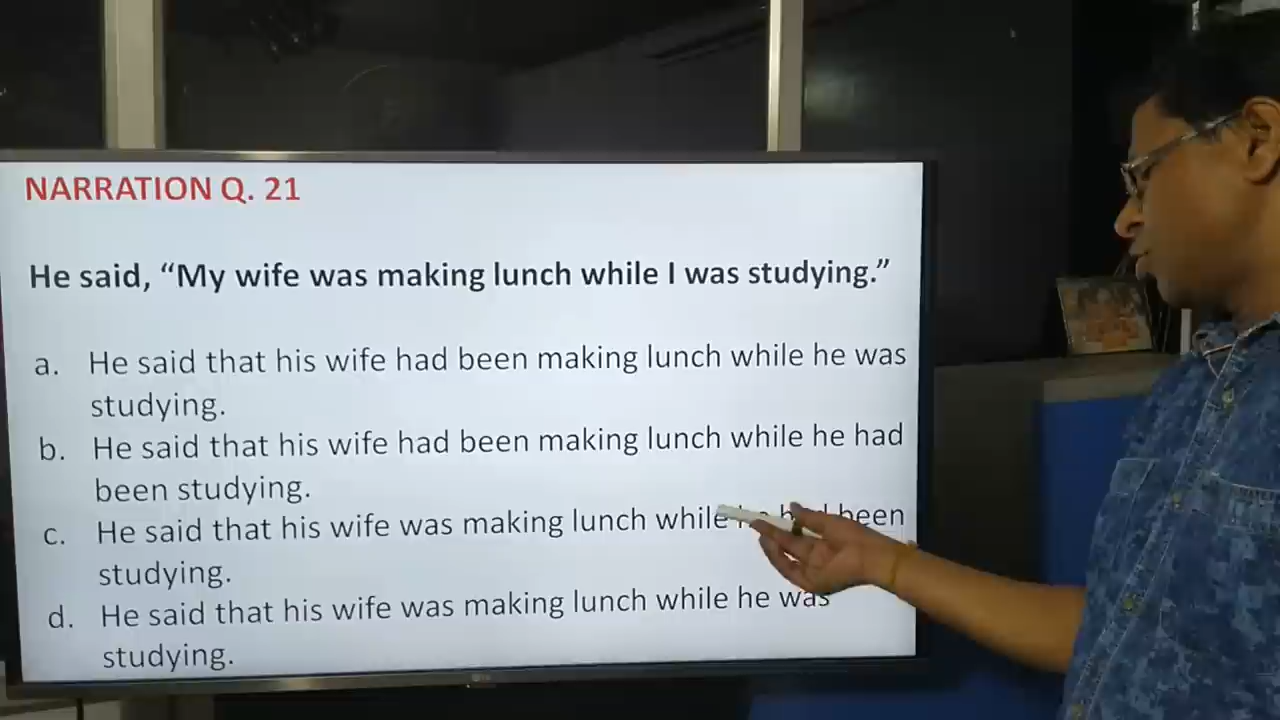 NARRATION Q. 21
He said, “My wife was making lunch while I was studying.”
a. He said that his wife had been making lunch while he was
studying.
b. He said that his wife had been making lunch while he had
been studying.
c. He said that his wife was making lunch while he had been
studying.
d. He said that his wife was making lunch while he was
studying.